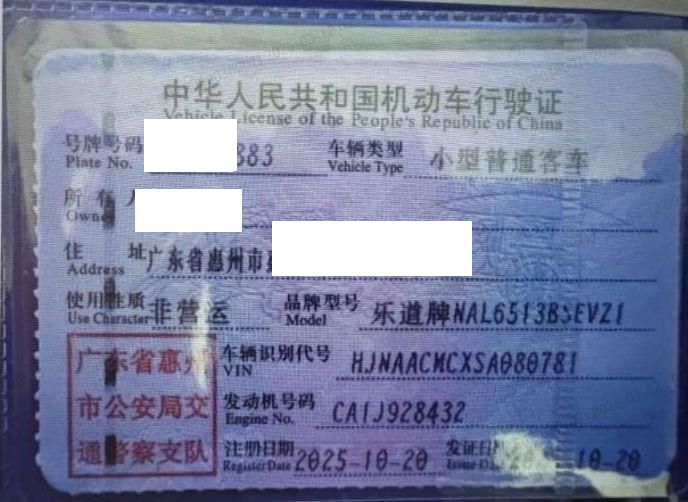 中华人民共和国机动车行驶证
Vehicle License of the People's Republic of China
号牌号码 883 车辆类型 小型普通客车
Plate No. Vehicle Type
所有人
Owner
住址 广东省惠州市
Address
使用性质 非营运 品牌型号 乐道牌NAL6513BSEVZ1
Use Character Model
广东省惠州 车辆识别代号 HJNAACMCXSA080781
VIN
市公安局交 发动机号码 CA1J928432
Engine No.
通警察支队 注册日期 2025-10-20 发证日期 10-20
Register Date Issue Date